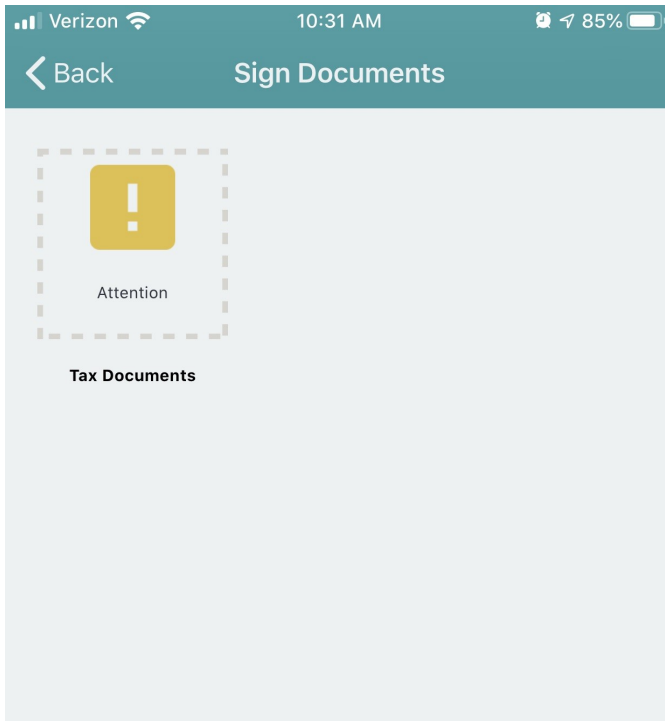 Verizon 10:31 AM 85%
Back Sign Documents
!
Attention
Tax Documents